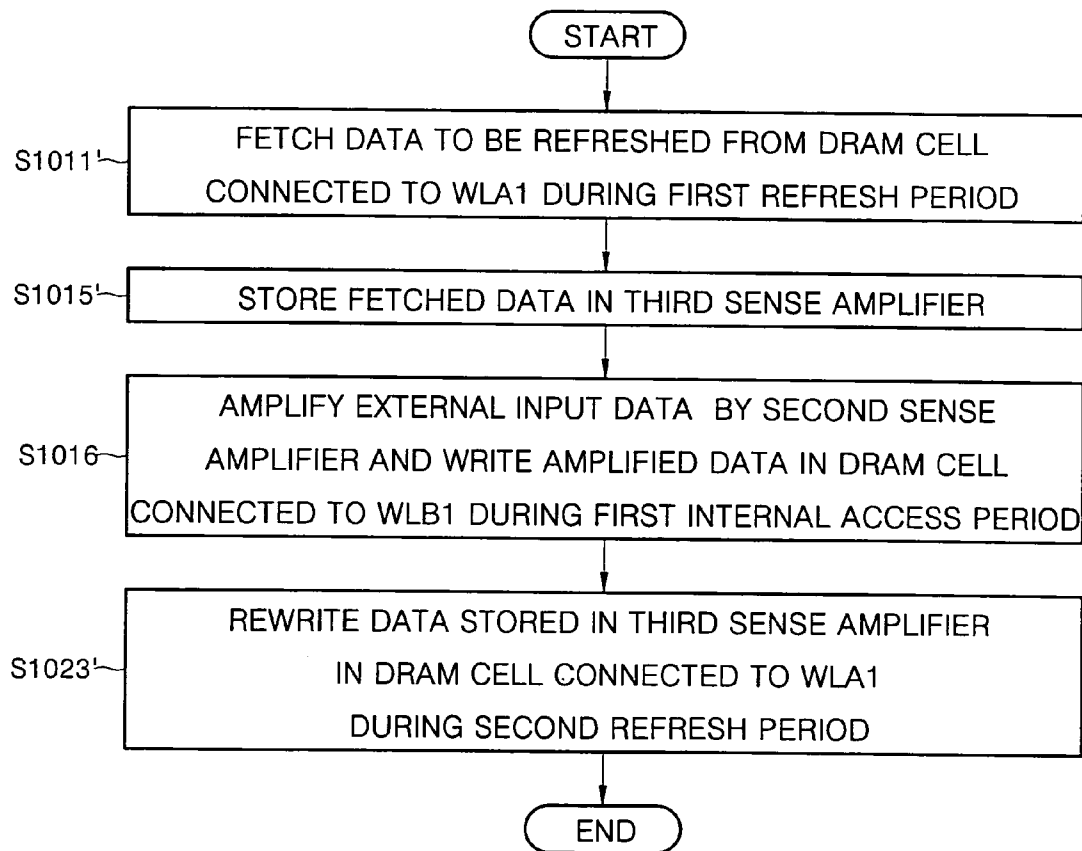 START
S1011'
FETCH DATA TO BE REFRESHED FROM DRAM CELL
CONNECTED TO WLA1 DURING FIRST REFRESH PERIOD
S1015'
STORE FETCHED DATA IN THIRD SENSE AMPLIFIER
S1016
AMPLIFY EXTERNAL INPUT DATA BY SECOND SENSE
AMPLIFIER AND WRITE AMPLIFIED DATA IN DRAM CELL
CONNECTED TO WLB1 DURING FIRST INTERNAL ACCESS PERIOD
S1023'
REWRITE DATA STORED IN THIRD SENSE AMPLIFIER
IN DRAM CELL CONNECTED TO WLA1
DURING SECOND REFRESH PERIOD
END